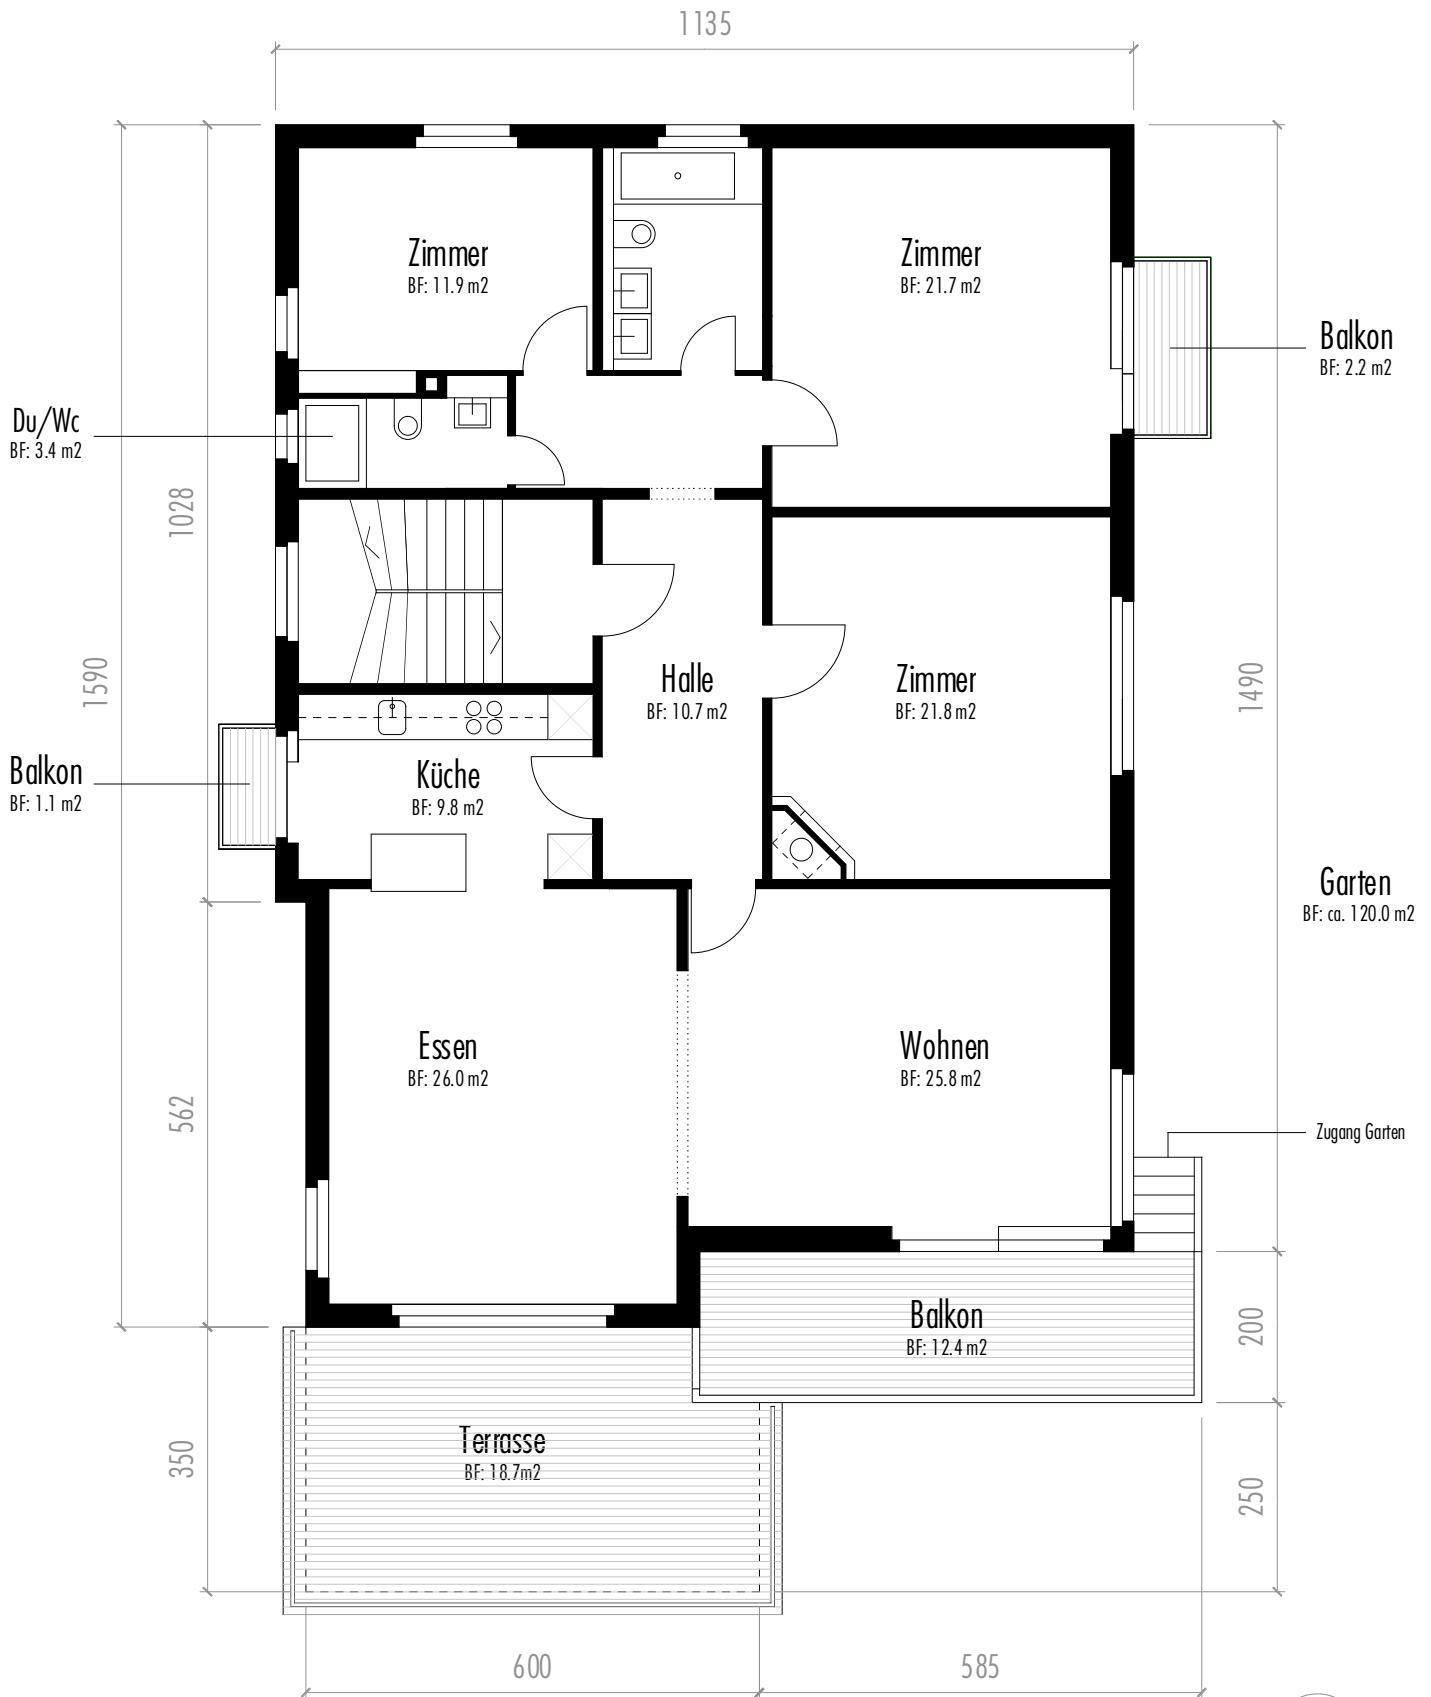 1135
Zimmer
BF: 11.9 m2
Zimmer
BF: 21.7 m2
Balkon
BF: 2.2 m2
Du/Wc
BF: 3.4 m2
1028
1590
1490
Halle
BF: 10.7 m2
Zimmer
BF: 21.8 m2
Balkon
BF: 1.1 m2
Küche
BF: 9.8 m2
Garten
BF: ca. 120.0 m2
Essen
BF: 26.0 m2
Wohnen
BF: 25.8 m2
562
Zugang Garten
Balkon
BF: 12.4 m2
200
Terrasse
BF: 18.7m2
350
250
600
585